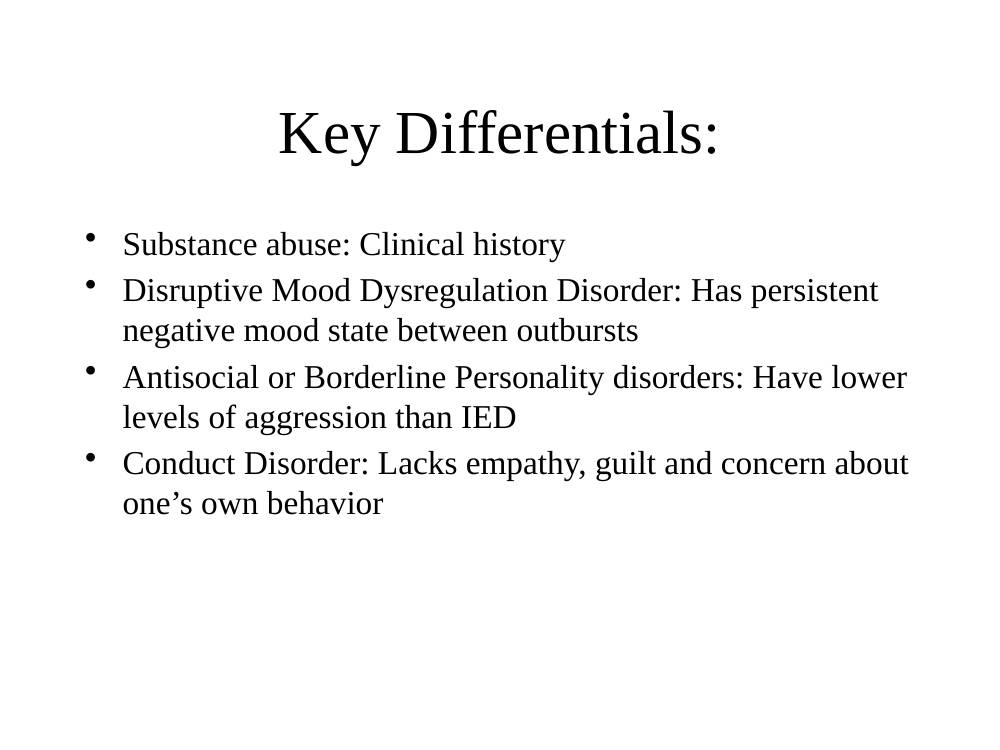 Key Differentials:
• Substance abuse: Clinical history
• Disruptive Mood Dysregulation Disorder: Has persistent
negative mood state between outbursts
• Antisocial or Borderline Personality disorders: Have lower
levels of aggression than IED
• Conduct Disorder: Lacks empathy, guilt and concern about
one’s own behavior